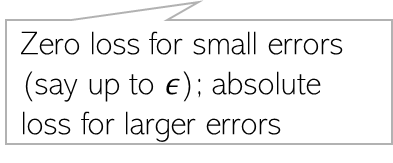 Zero loss for small errors
(say up to ϵ); absolute
loss for larger errors